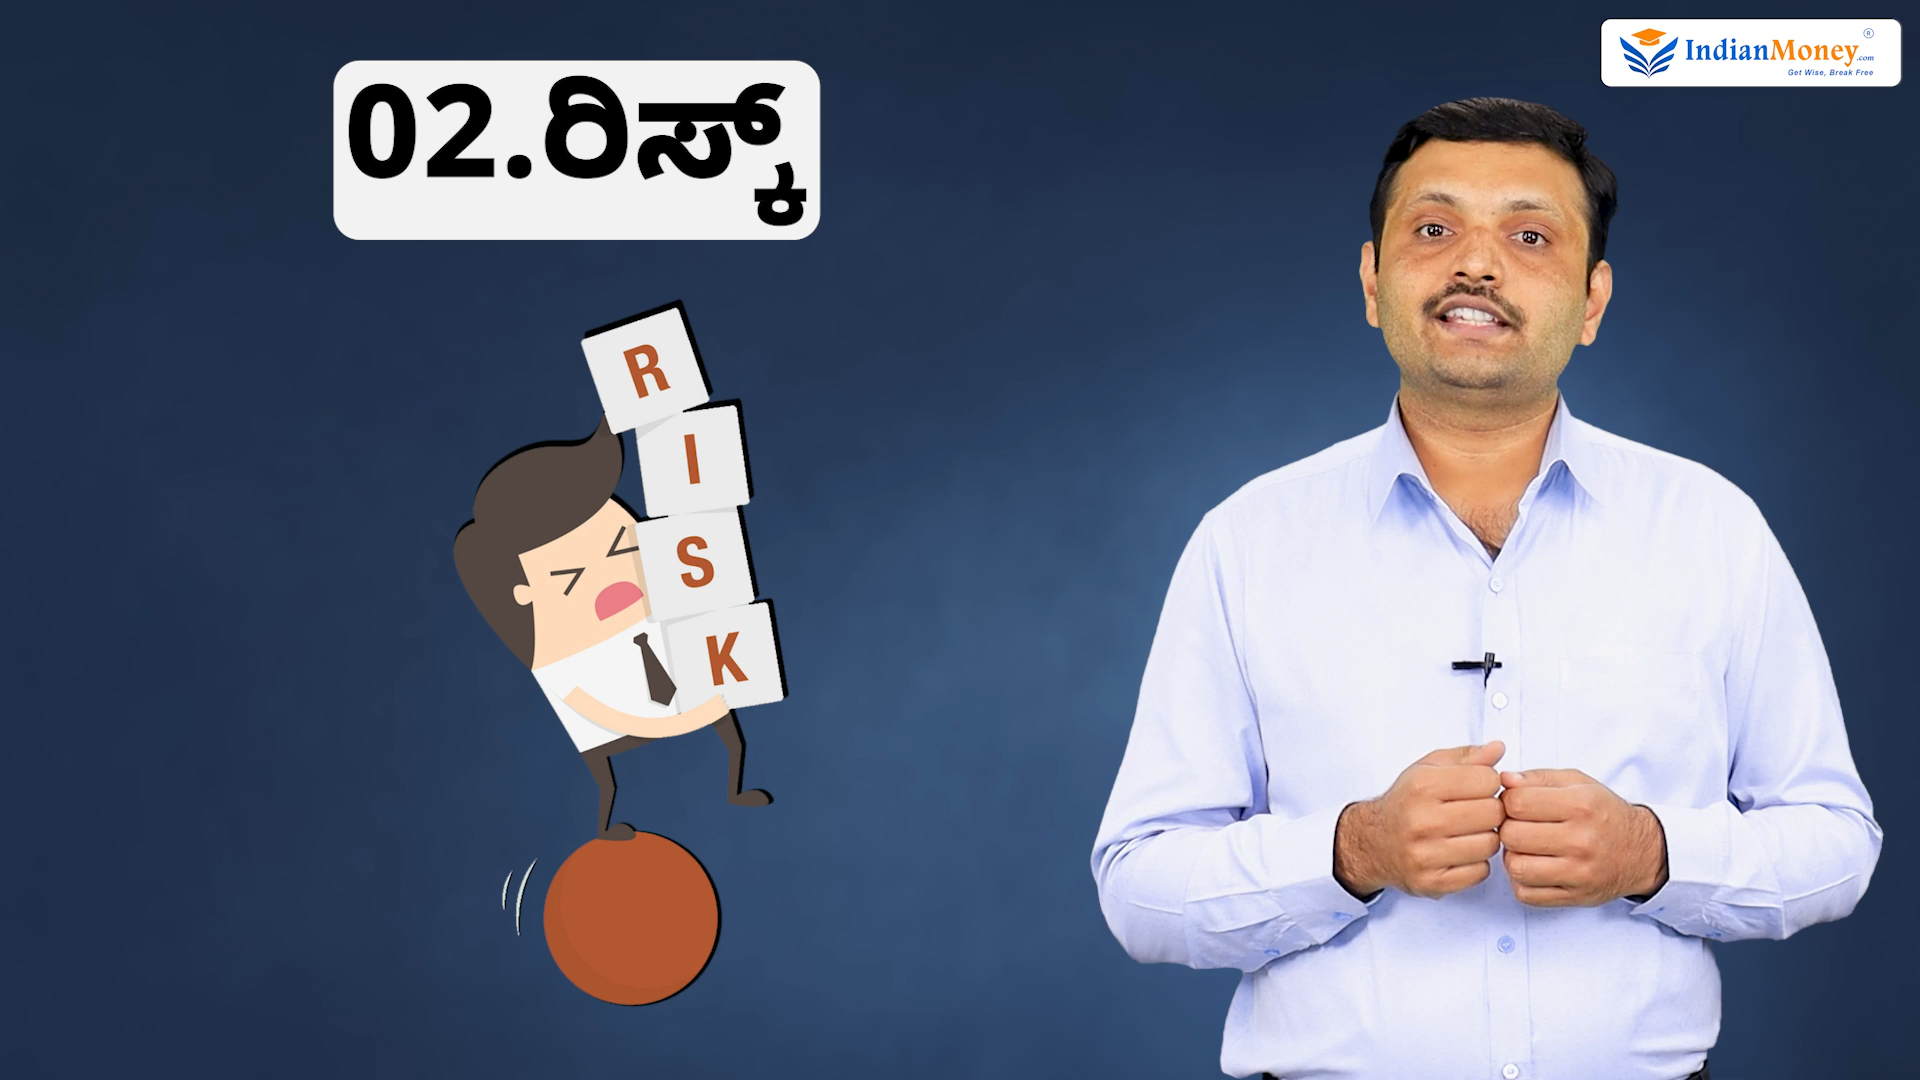 02.ರಿಸ್ಕ್
IndianMoney.com®
Get Wise, Break Free
R
I
S
K